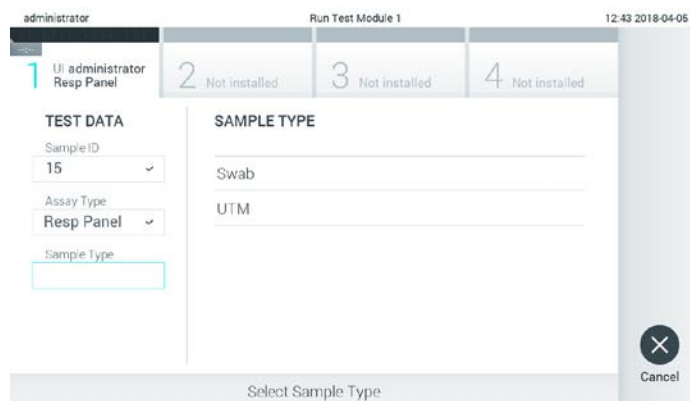 administrator
Run Test Module 1
12:43 2018-04-05
1 UI administrator
Resp Panel
2 Not installed
3 Not installed
4 Not installed
TEST DATA
Sample ID
15
Assay Type
Resp Panel
Sample Type
SAMPLE TYPE
Swab
UTM
Cancel
Select Sample Type